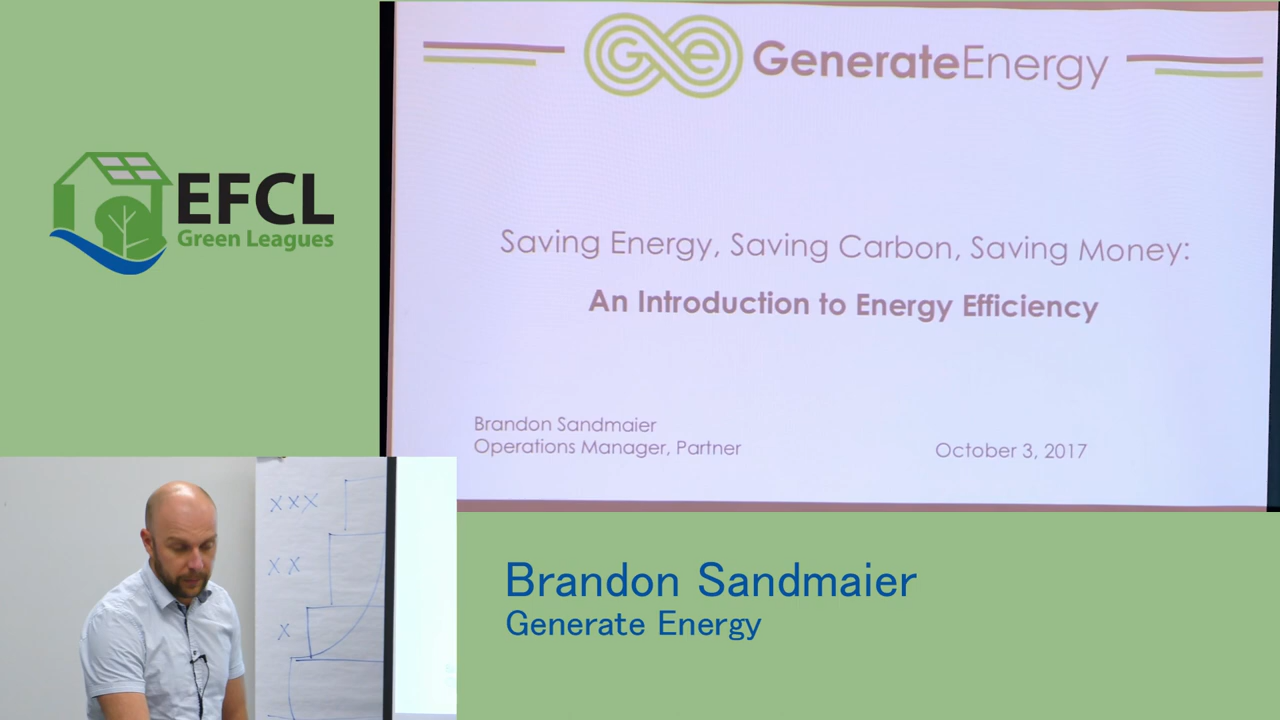 EFCL
Green Leagues
GenerateEnergy
Saving Energy, Saving Carbon, Saving Money:
An Introduction to Energy Efficiency
Brandon Sandmaier
Operations Manager, Partner
October 3, 2017
XXX
XX
X
Brandon Sandmaier
Generate Energy